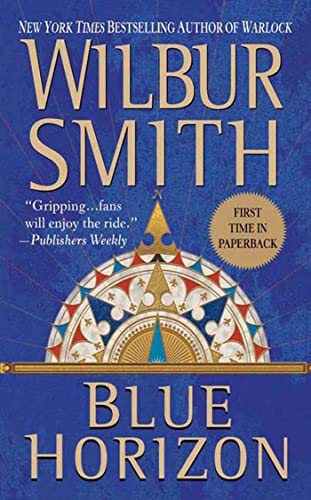 NEW YORK TIMES BESTSELLING AUTHOR OF WARLOCK
WILBUR
SMITH
"Gripping...fans
will enjoy the ride."
—Publishers Weekly
FIRST
TIME IN
PAPERBACK
N
BLUE
HORIZON